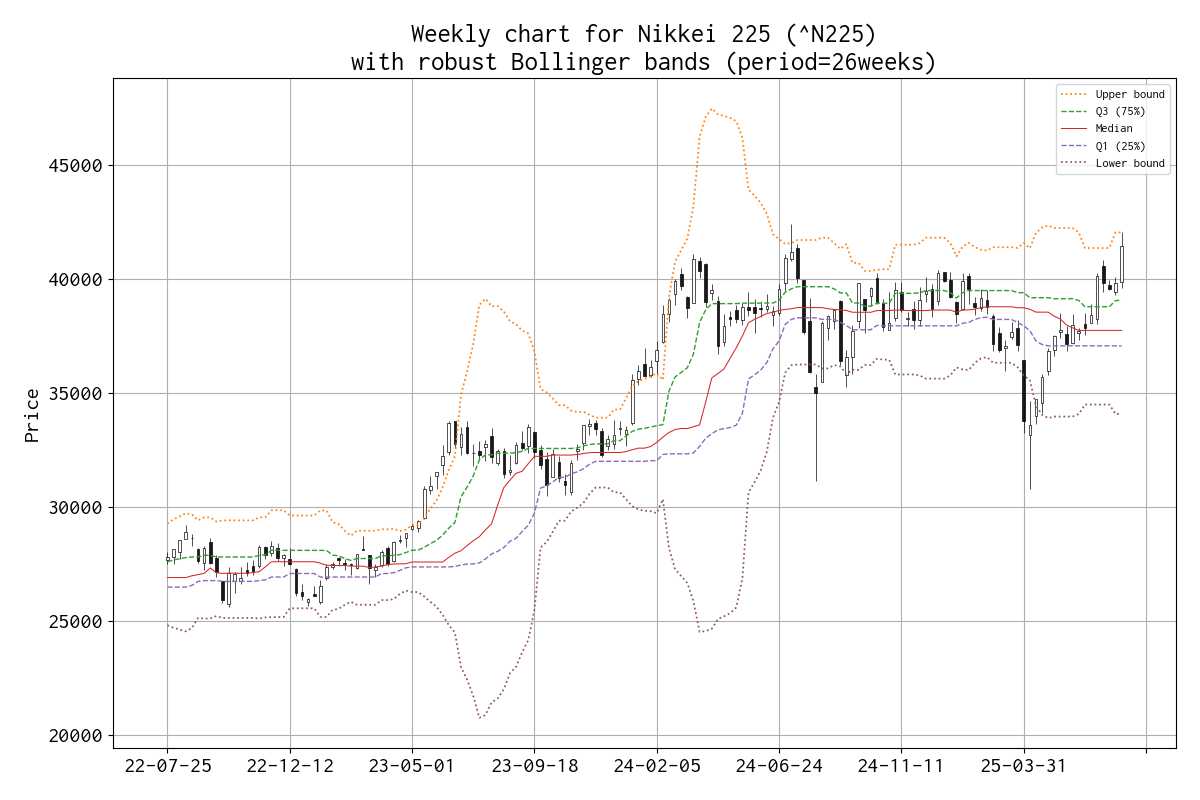 Weekly chart for Nikkei 225 (^N225)
with robust Bollinger bands (period=26weeks)
Upper bound
Q3 (75%)
Median
Q1 (25%)
Lower bound
Price
45000
40000
35000
30000
25000
20000
22-07-25 22-12-12 23-05-01 23-09-18 24-02-05 24-06-24 24-11-11 25-03-31